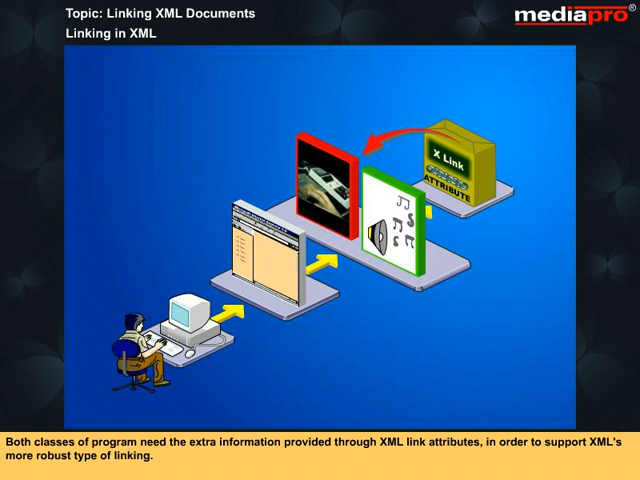 Topic: Linking XML Documents
Linking in XML
mediapro®
X Link
ATTRIBUTE
Both classes of program need the extra information provided through XML link attributes, in order to support XML's
more robust type of linking.